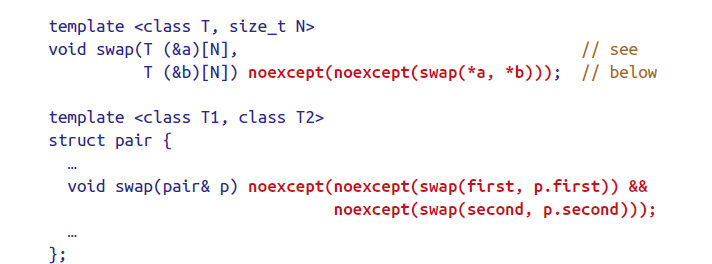 template <class T, size_t N>
void swap(T (&a)[N], // see
T (&b)[N]) noexcept(noexcept(swap(*a, *b))); // below
template <class T1, class T2>
struct pair {
…
void swap(pair& p) noexcept(noexcept(swap(first, p.first)) &&
noexcept(swap(second, p.second)));
…
};